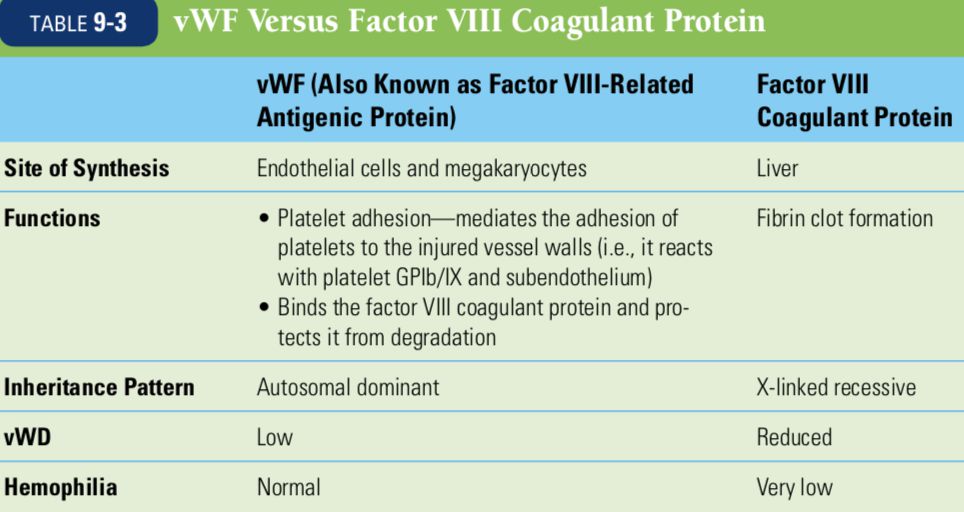 TABLE 9-3 vWF Versus Factor VIII Coagulant Protein
vWF (Also Known as Factor VIII-Related
Antigenic Protein)
Factor VIII
Coagulant Protein
Site of Synthesis
Endothelial cells and megakaryocytes
Liver
Functions
• Platelet adhesion—mediates the adhesion of
platelets to the injured vessel walls (i.e., it reacts
with platelet GPIb/IX and subendothelium)
• Binds the factor VIII coagulant protein and pro-
tects it from degradation
Fibrin clot formation
Inheritance Pattern
Autosomal dominant
X-linked recessive
vWD
Low
Reduced
Hemophilia
Normal
Very low